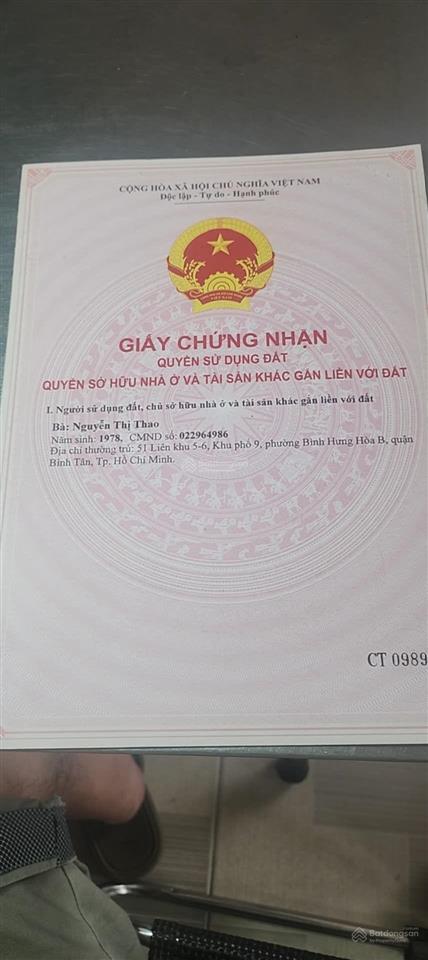 CỘNG HÒA XÃ HỘI CHỦ NGHĨA VIỆT NAM
Độc lập - Tự do - Hạnh phúc
GIẤY CHỨNG NHẬN
QUYỀN SỬ DỤNG ĐẤT
QUYỀN SỞ HỮU NHÀ Ở VÀ TÀI SẢN KHÁC GẮN LIỀN VỚI ĐẤT
I. Người sử dụng đất, chủ sở hữu nhà ở và tài sản khác gắn liền với đất
Bà: Nguyễn Thị Thao
Năm sinh: 1978, CMND số: 022964986
Địa chỉ thường trú: 51 Liên khu 5-6, Khu phố 9, phường Bình Hưng Hòa B, quận
Bình Tân, Tp. Hồ Chí Minh.
CT 0989
Batdongsan